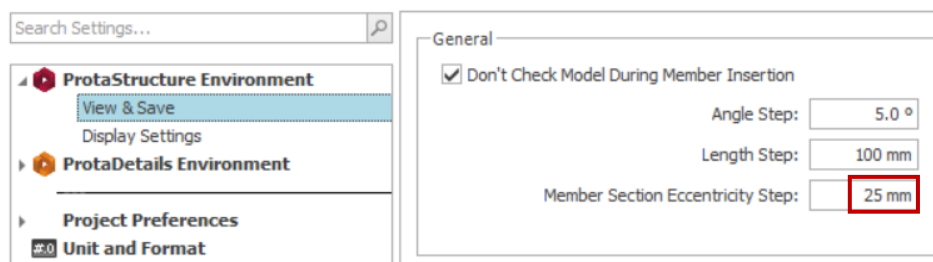 Search Settings...
ProtaStructure Environment
View & Save
Display Settings
ProtaDetails Environment
Project Preferences
#.0 Unit and Format
General
Don't Check Model During Member Insertion
Angle Step: 5.0 °
Length Step: 100 mm
Member Section Eccentricity Step: 25 mm